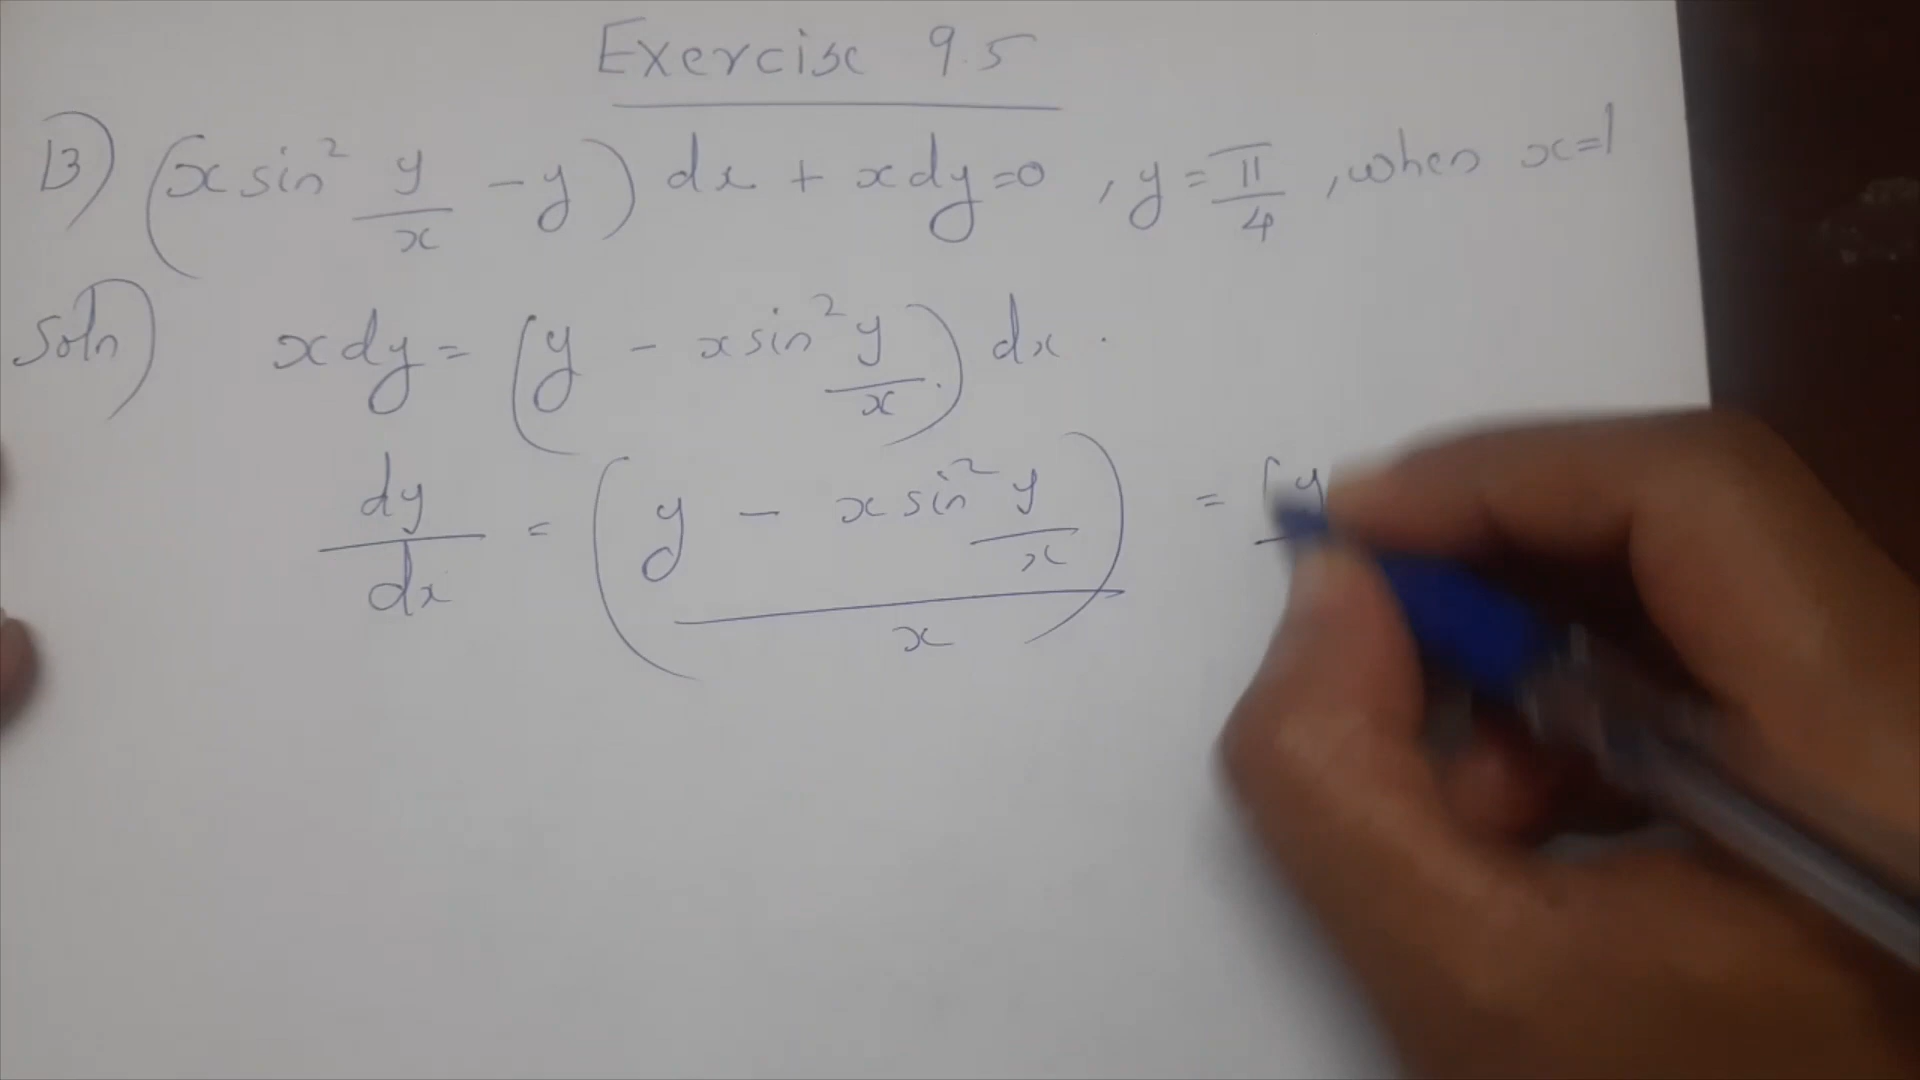 Exercise 9.5
13) (x sin² y/x - y) dx + x dy = 0 , y = π/4 , when x=1
Soln) x dy = (y - x sin² y/x) dx .
dy/dx = (y - x sin² y/x / x) = (y